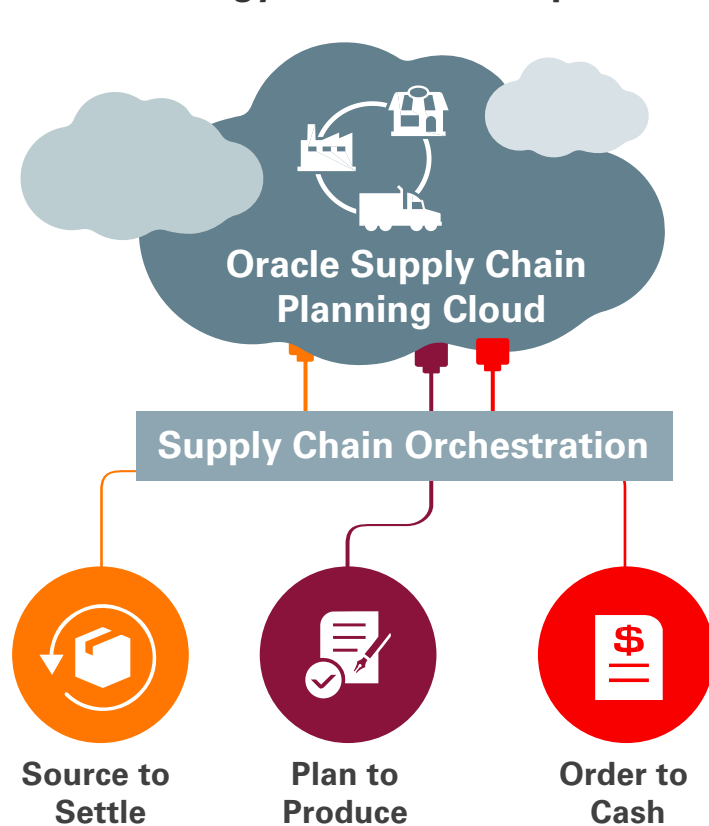 Oracle Supply Chain
Planning Cloud
Supply Chain Orchestration
$
Source to
Settle
Plan to
Produce
Order to
Cash